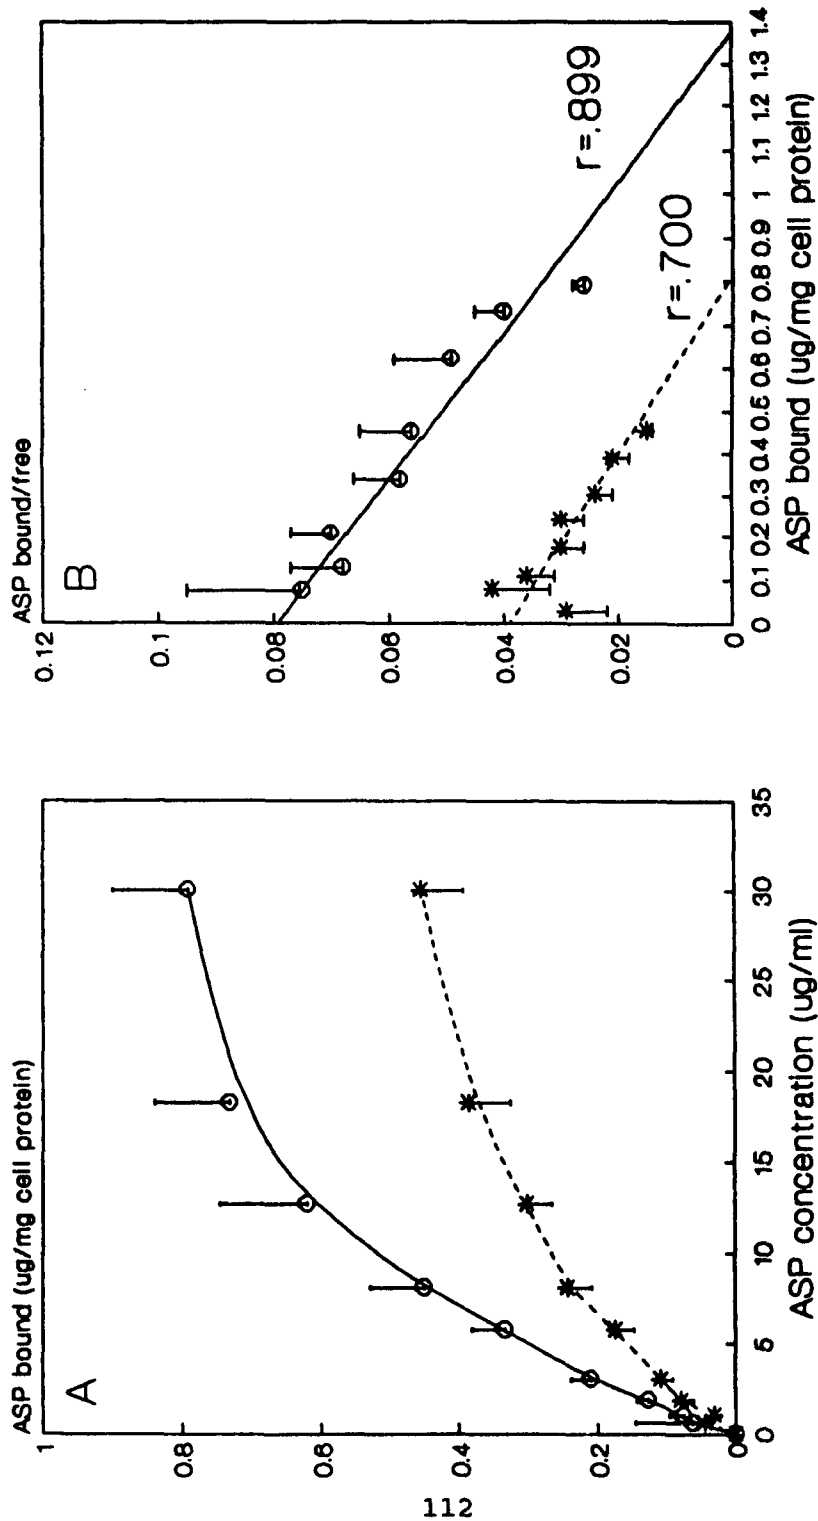 ASP bound (ug/mg cell protein)
A
1
0.8
0.6
0.4
0.2
0
0 5 10 15 20 25 30 35
ASP concentration (ug/ml)
ASP bound/free
B
0.12
0.1
0.08
0.06
0.04
0.02
0
r=.899
r=.700
0 0.1 0.2 0.3 0.4 0.5 0.6 0.7 0.8 0.9 1 1.1 1.2 1.3 1.4
ASP bound (ug/mg cell protein)
112